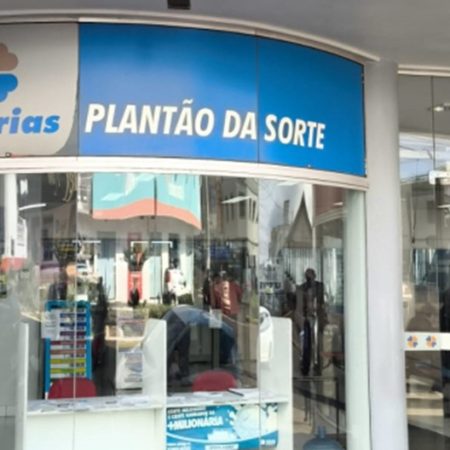 rias
PLANTÃO DA SORTE
+MILIONÁRIA